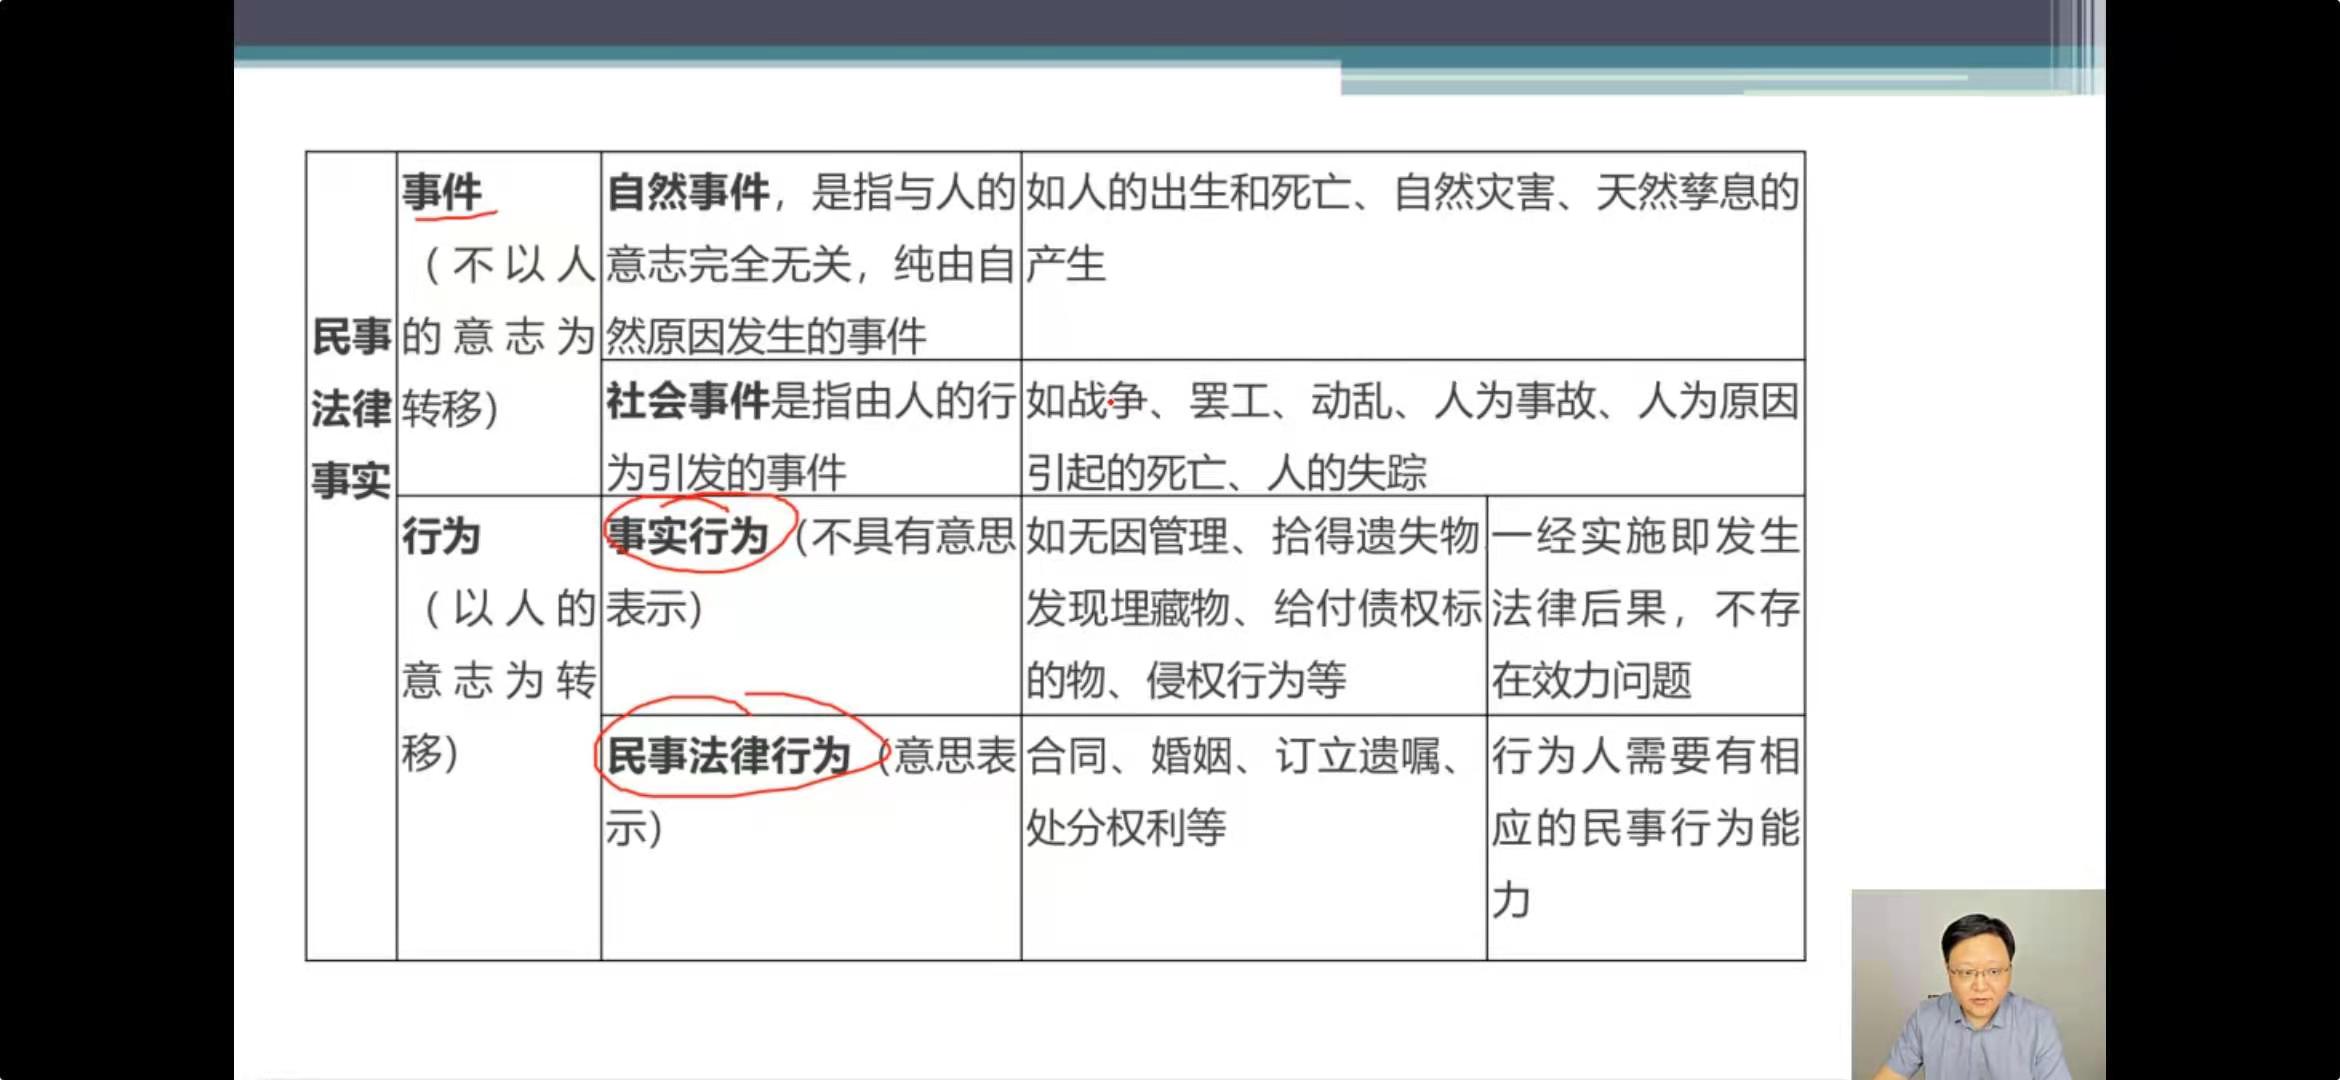 民事
法律
事实
事件
（不以人
的意志为
转移）
自然事件，是指与人的
意志完全无关，纯由自
然原因发生的事件
如人的出生和死亡、自然灾害、天然孳息的
产生
社会事件是指由人的行
为引发的事件
如战争、罢工、动乱、人为事故、人为原因
引起的死亡、人的失踪
行为
（以人的
意志为转
移）
事实行为（不具有意思
表示）
如无因管理、拾得遗失物
发现埋藏物、给付债权标
的物、侵权行为等
一经实施即发生
法律后果，不存
在效力问题
民事法律行为（意思表
示）
合同、婚姻、订立遗嘱、
处分权利等
行为人需要有相
应的民事行为能
力